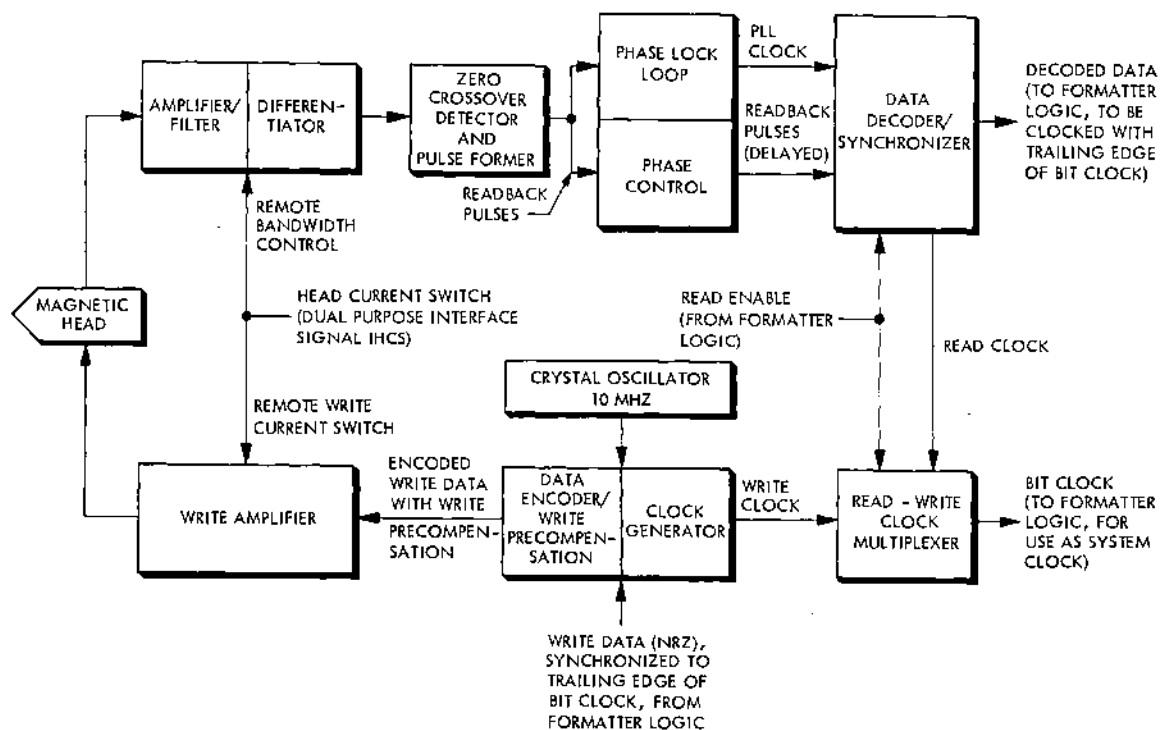 AMPLIFIER/
FILTER
DIFFEREN-
TIATOR
ZERO
CROSSOVER
DETECTOR
AND
PULSE FORMER
READBACK
PULSES
PHASE LOCK
LOOP
PHASE
CONTROL
PLL
CLOCK
READBACK
PULSES
(DELAYED)
DATA
DECODER/
SYNCHRONIZER
DECODED DATA
(TO FORMATTER
LOGIC, TO BE
CLOCKED WITH
TRAILING EDGE
OF BIT CLOCK)
REMOTE
BANDWIDTH
CONTROL
MAGNETIC
HEAD
HEAD CURRENT SWITCH
(DUAL PURPOSE INTERFACE
SIGNAL IHCS)
READ ENABLE
(FROM FORMATTER
LOGIC)
READ CLOCK
CRYSTAL OSCILLATOR
10 MHZ
REMOTE WRITE
CURRENT SWITCH
WRITE AMPLIFIER
ENCODED
WRITE DATA
WITH WRITE
PRECOMPEN-
SATION
DATA
ENCODER/
WRITE
PRECOMPEN-
SATION
CLOCK
GENERATOR
WRITE
CLOCK
READ - WRITE
CLOCK
MULTIPLEXER
BIT CLOCK
(TO FORMATTER
LOGIC, FOR
USE AS SYSTEM
CLOCK)
WRITE DATA (NRZ),
SYNCHRONIZED TO
TRAILING EDGE OF
BIT CLOCK, FROM
FORMATTER LOGIC